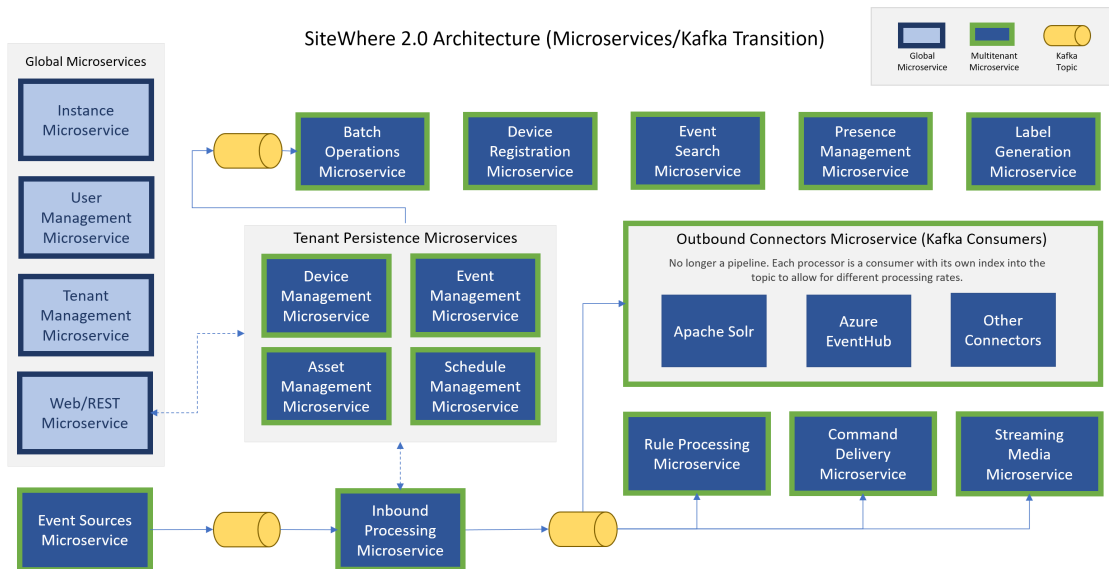 SiteWhere 2.0 Architecture (Microservices/Kafka Transition)
Global
Microservice
Multitenant
Microservice
Kafka
Topic
Global Microservices
Instance
Microservice
User
Management
Microservice
Tenant
Management
Microservice
Web/REST
Microservice
Batch
Operations
Microservice
Device
Registration
Microservice
Event
Search
Microservice
Presence
Management
Microservice
Label
Generation
Microservice
Tenant Persistence Microservices
Device
Management
Microservice
Event
Management
Microservice
Asset
Management
Microservice
Schedule
Management
Microservice
Outbound Connectors Microservice (Kafka Consumers)
No longer a pipeline. Each processor is a consumer with its own index into the
topic to allow for different processing rates.
Apache Solr
Azure
EventHub
Other
Connectors
Rule Processing
Microservice
Command
Delivery
Microservice
Streaming
Media
Microservice
Event Sources
Microservice
Inbound
Processing
Microservice